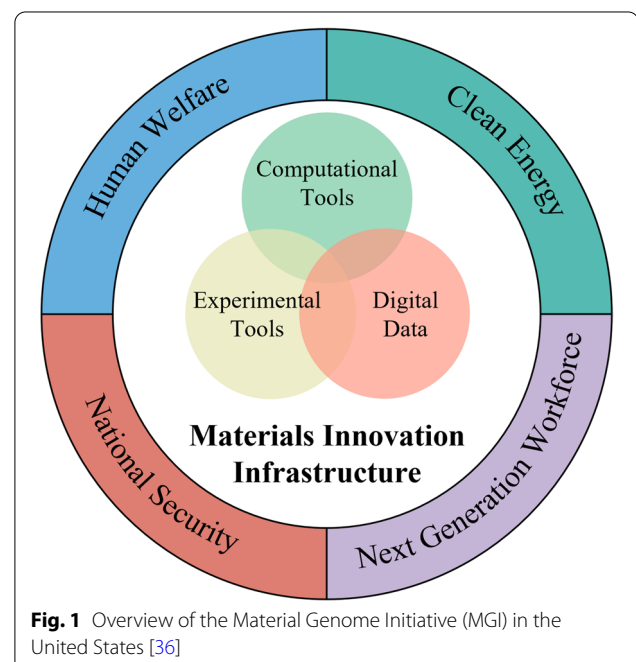 Human Welfare
Clean Energy
Computational
Tools
Experimental
Tools
Digital
Data
Materials Innovation
Infrastructure
National Security
Next Generation Workforce
Fig. 1 Overview of the Material Genome Initiative (MGI) in the
United States [36]